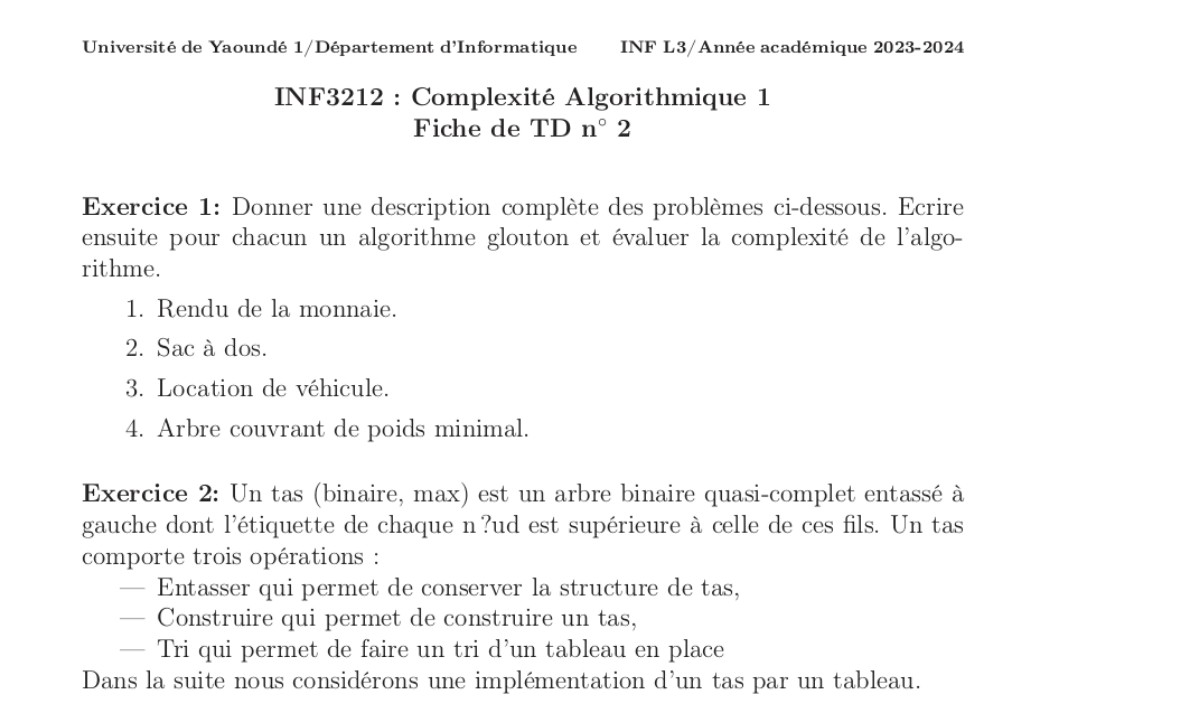 Université de Yaoundé 1/Département d'Informatique INF L3/Année académique 2023-2024
INF3212 : Complexité Algorithmique 1
Fiche de TD n° 2
Exercice 1: Donner une description complète des problèmes ci-dessous. Ecrire
ensuite pour chacun un algorithme glouton et évaluer la complexité de l'algo-
rithme.
1. Rendu de la monnaie.
2. Sac à dos.
3. Location de véhicule.
4. Arbre couvrant de poids minimal.
Exercice 2: Un tas (binaire, max) est un arbre binaire quasi-complet entassé à
gauche dont l'étiquette de chaque n?ud est supérieure à celle de ces fils. Un tas
comporte trois opérations :
— Entasser qui permet de conserver la structure de tas,
— Construire qui permet de construire un tas,
— Tri qui permet de faire un tri d'un tableau en place
Dans la suite nous considérons une implémentation d'un tas par un tableau.